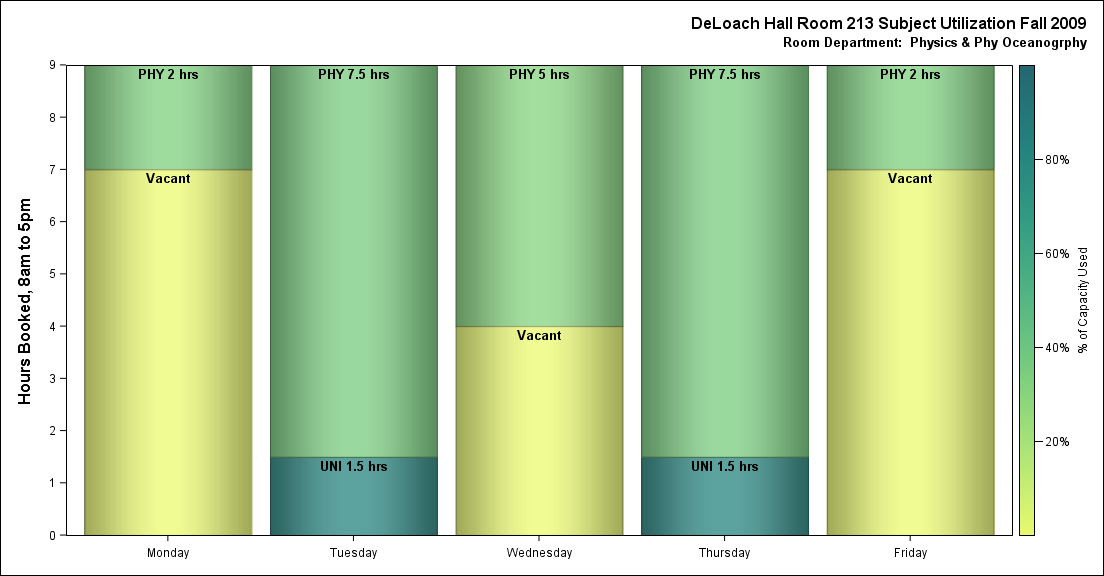 DeLoach Hall Room 213 Subject Utilization Fall 2009
Room Department: Physics & Phy Oceanogrphy
Hours Booked, 8am to 5pm
9
8
7
6
5
4
3
2
1
0
PHY 2 hrs
Vacant
PHY 7.5 hrs
UNI 1.5 hrs
PHY 5 hrs
Vacant
PHY 7.5 hrs
UNI 1.5 hrs
PHY 2 hrs
Vacant
Monday
Tuesday
Wednesday
Thursday
Friday
80%
60%
40%
20%
% of Capacity Used